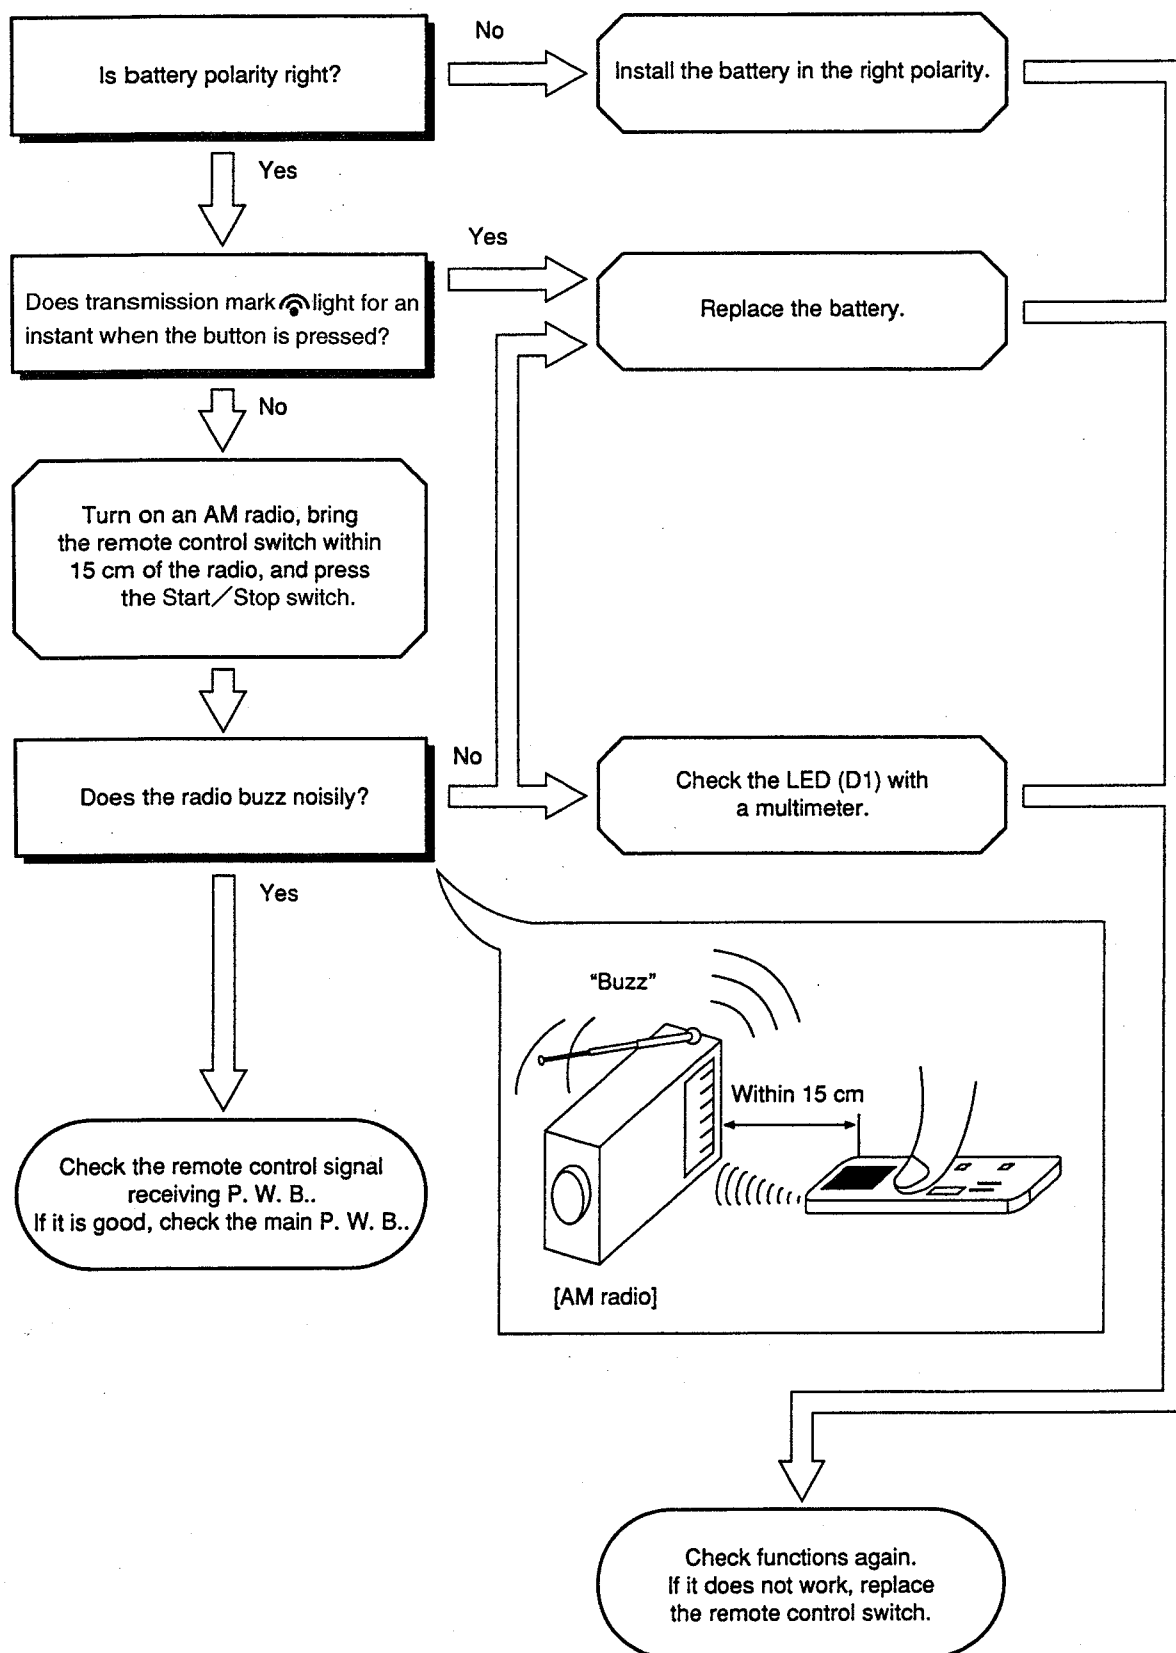 Is battery polarity right?
No
Install the battery in the right polarity.
Yes
Does transmission mark light for an
instant when the button is pressed?
Yes
Replace the battery.
No
Turn on an AM radio, bring
the remote control switch within
15 cm of the radio, and press
the Start／Stop switch.
Does the radio buzz noisily?
No
Check the LED (D1) with
a multimeter.
Yes
Check the remote control signal
receiving P. W. B..
If it is good, check the main P. W. B..
“Buzz”
Within 15 cm
[AM radio]
Check functions again.
If it does not work, replace
the remote control switch.